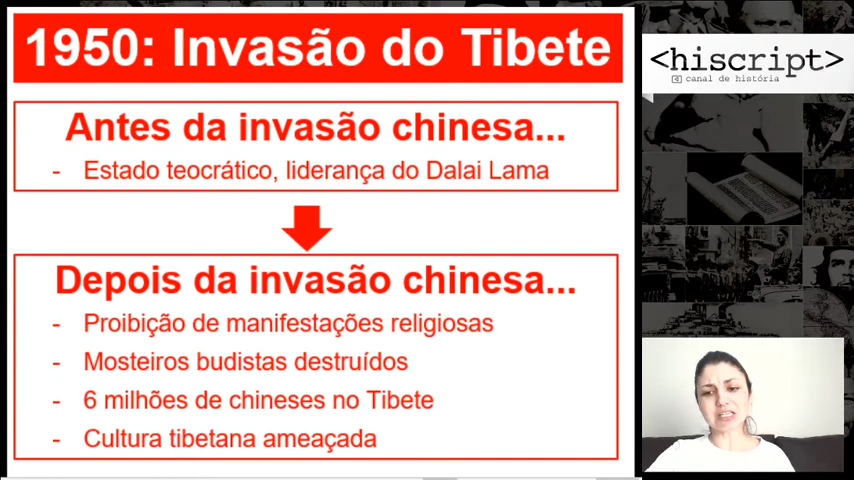 1950: Invasão do Tibete
<hiscript>
canal de história
Antes da invasão chinesa...
- Estado teocrático, liderança do Dalai Lama
Depois da invasão chinesa...
- Proibição de manifestações religiosas
- Mosteiros budistas destruídos
- 6 milhões de chineses no Tibete
- Cultura tibetana ameaçada